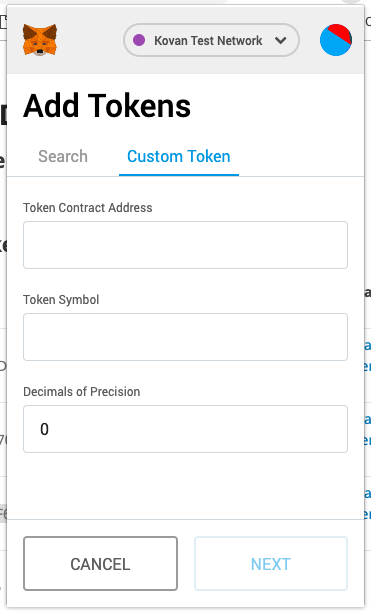 Kovan Test Network
Add Tokens
Search
Custom Token
Token Contract Address
Token Symbol
Decimals of Precision
0
CANCEL
NEXT